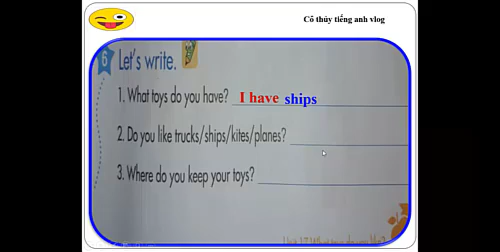 Cô thủy tiếng anh vlog
6 Let's write.
1. What toys do you have? I have ships
2. Do you like trucks/ships/kites/planes?
3. Where do you keep your toys?